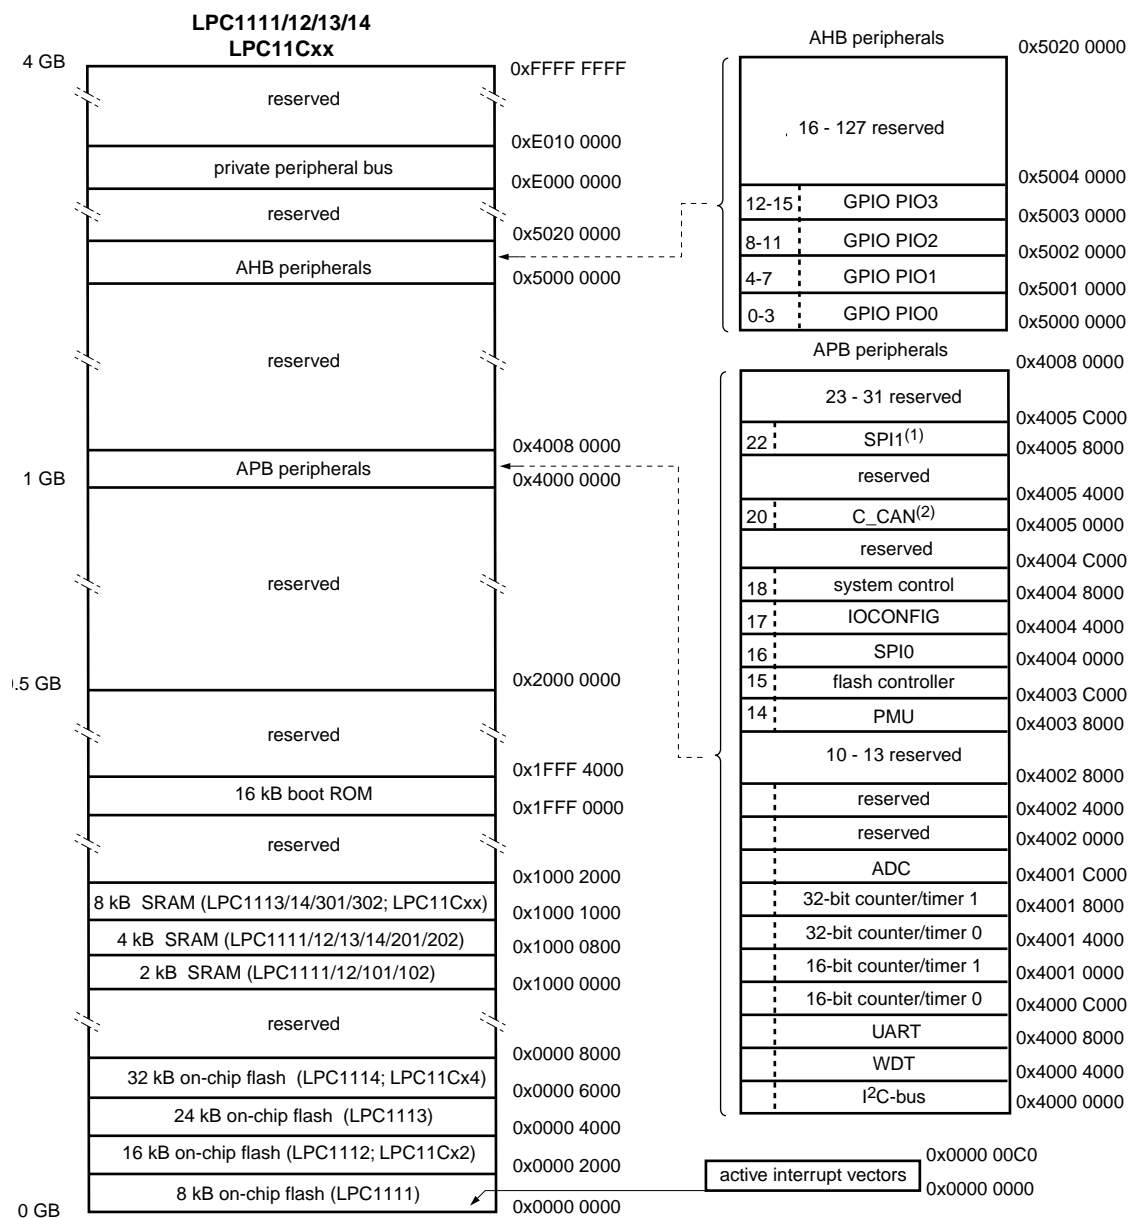 LPC1111/12/13/14
LPC11Cxx
4 GB
0xFFFF FFFF
reserved
0xE010 0000
private peripheral bus
0xE000 0000
reserved
0x5020 0000
AHB peripherals
0x5000 0000
reserved
0x4008 0000
APB peripherals
1 GB
0x4000 0000
reserved
.5 GB
0x2000 0000
reserved
0x1FFF 4000
16 kB boot ROM
0x1FFF 0000
reserved
0x1000 2000
8 kB SRAM (LPC1113/14/301/302; LPC11Cxx)
0x1000 1000
4 kB SRAM (LPC1111/12/13/14/201/202)
0x1000 0800
2 kB SRAM (LPC1111/12/101/102)
0x1000 0000
reserved
0x0000 8000
32 kB on-chip flash (LPC1114; LPC11Cx4)
0x0000 6000
24 kB on-chip flash (LPC1113)
0x0000 4000
16 kB on-chip flash (LPC1112; LPC11Cx2)
0x0000 2000
8 kB on-chip flash (LPC1111)
0x0000 0000
0 GB
AHB peripherals
0x5020 0000
16 - 127 reserved
0x5004 0000
12-15 GPIO PIO3
0x5003 0000
8-11 GPIO PIO2
0x5002 0000
4-7 GPIO PIO1
0x5001 0000
0-3 GPIO PIO0
0x5000 0000
APB peripherals
0x4008 0000
23 - 31 reserved
0x4005 C000
22 SPI1(1)
0x4005 8000
reserved
0x4005 4000
20 C_CAN(2)
0x4005 0000
reserved
0x4004 C000
18 system control
0x4004 8000
17 IOCONFIG
0x4004 4000
16 SPI0
0x4004 0000
15 flash controller
0x4003 C000
14 PMU
0x4003 8000
10 - 13 reserved
0x4002 8000
reserved
0x4002 4000
reserved
0x4002 0000
ADC
0x4001 C000
32-bit counter/timer 1
0x4001 8000
32-bit counter/timer 0
0x4001 4000
16-bit counter/timer 1
0x4001 0000
16-bit counter/timer 0
0x4000 C000
UART
0x4000 8000
WDT
0x4000 4000
I2C-bus
0x4000 0000
0x0000 00C0
active interrupt vectors
0x0000 0000